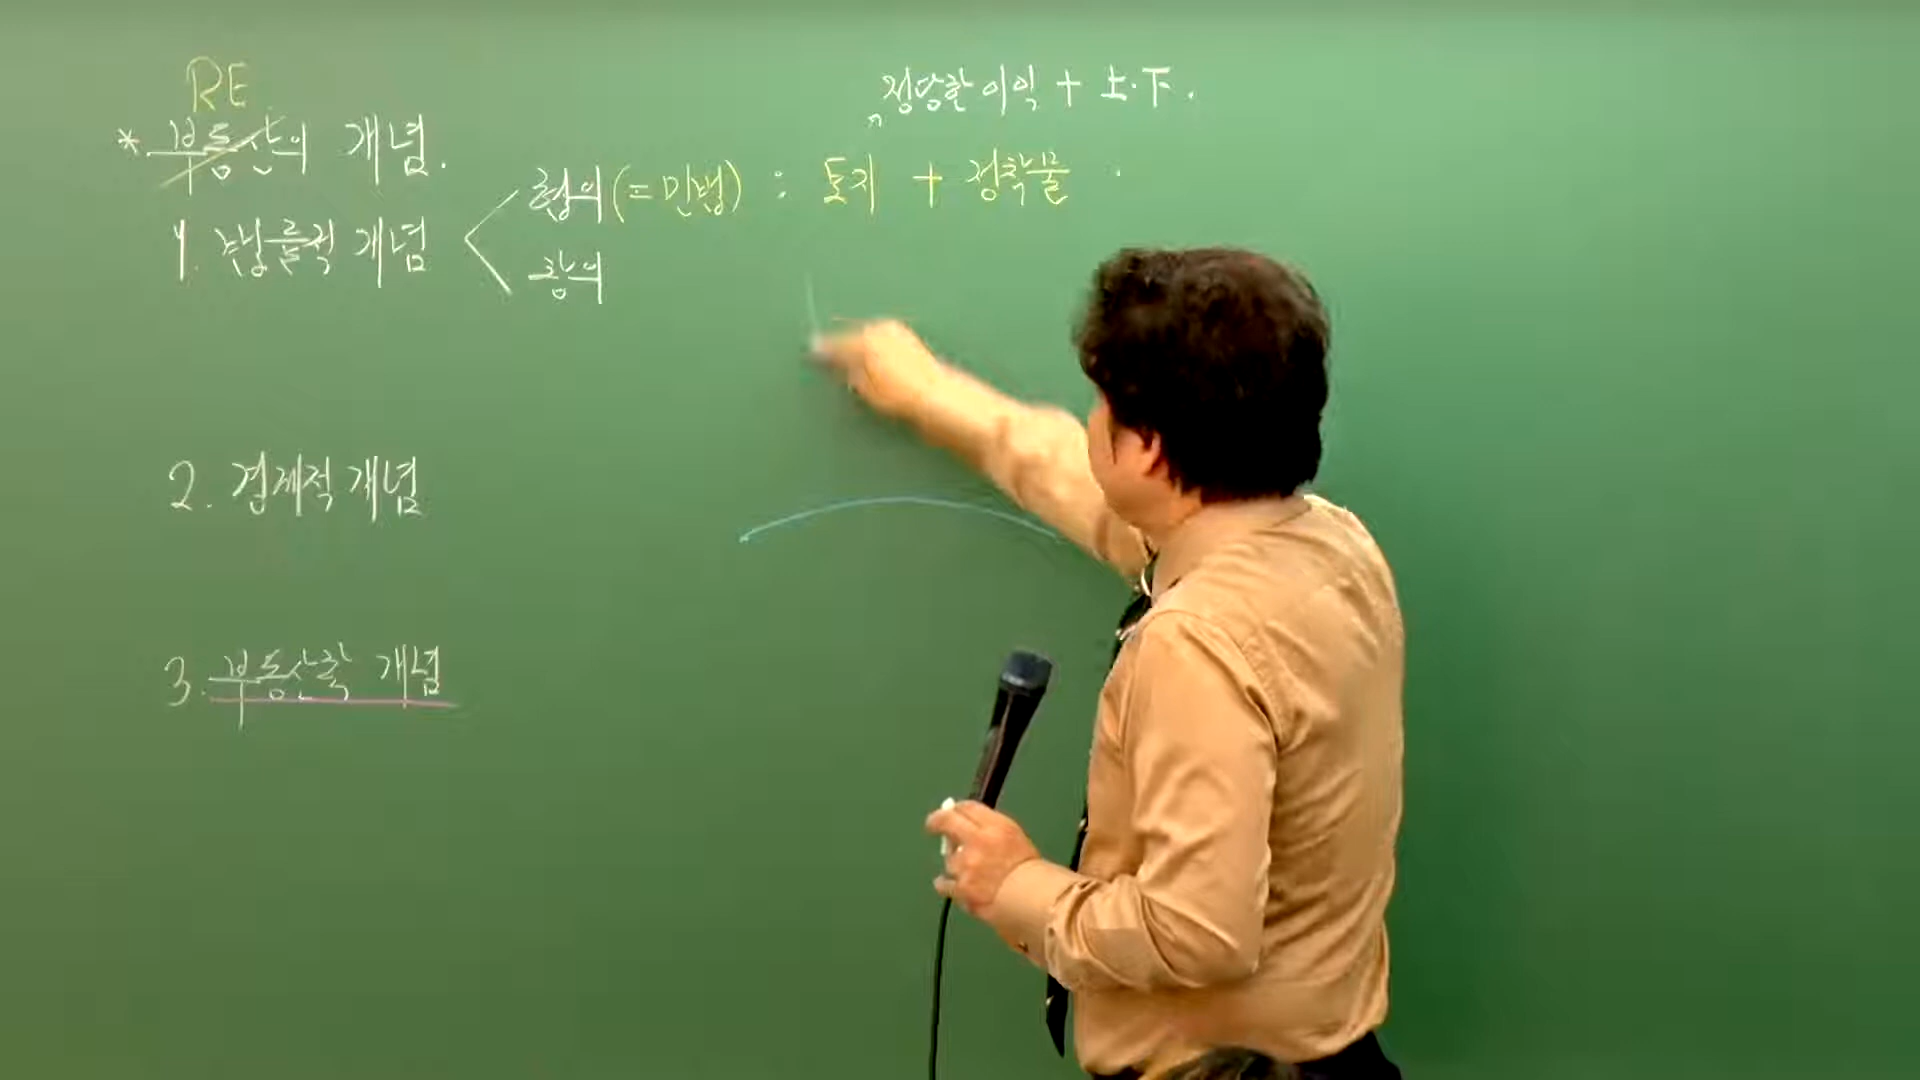 RE
* 부동산의 개념.
정당한 이익 + 上·下.
1. 법률적 개념
협의 (= 민법) : 토지 + 정착물
광의
2. 경제적 개념
3. 부동산학 개념